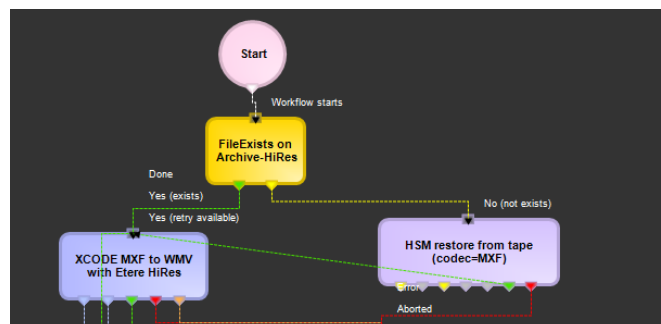 Start
Workflow starts
FileExists on
Archive-HiRes
Done
Yes (exists)
Yes (retry available)
No (not exists)
XCODE MXF to WMV
with Etere HiRes
HSM restore from tape
(codec=MXF)
Error
Aborted